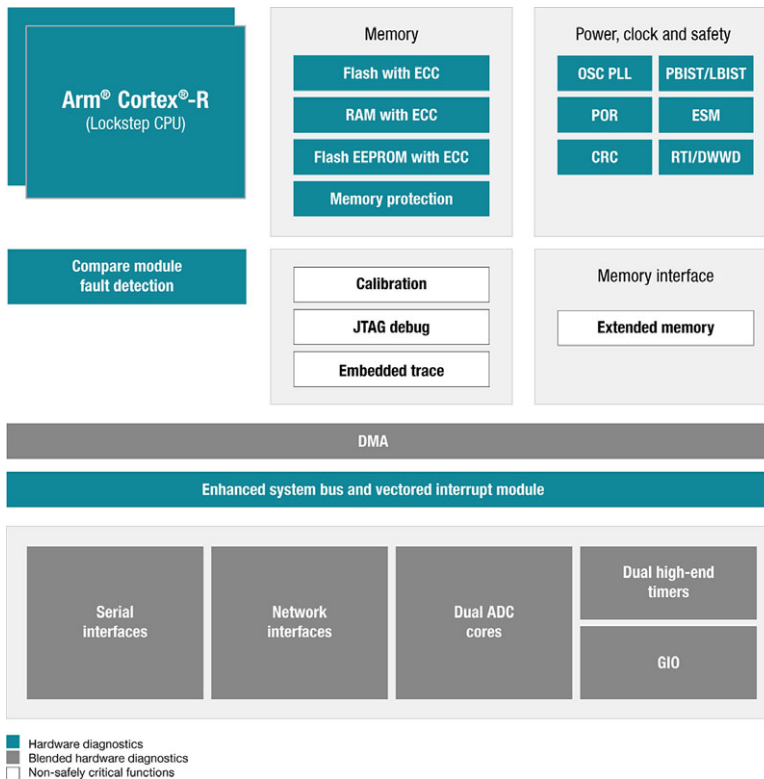 Arm® Cortex®-R
(Lockstep CPU)
Memory
Flash with ECC
RAM with ECC
Flash EEPROM with ECC
Memory protection
Power, clock and safety
OSC PLL
PBIST/LBIST
POR
ESM
CRC
RTI/DWWD
Compare module
fault detection
Calibration
JTAG debug
Embedded trace
Memory interface
Extended memory
DMA
Enhanced system bus and vectored interrupt module
Serial
interfaces
Network
interfaces
Dual ADC
cores
Dual high-end
timers
GIO
Hardware diagnostics
Blended hardware diagnostics
Non-safely critical functions